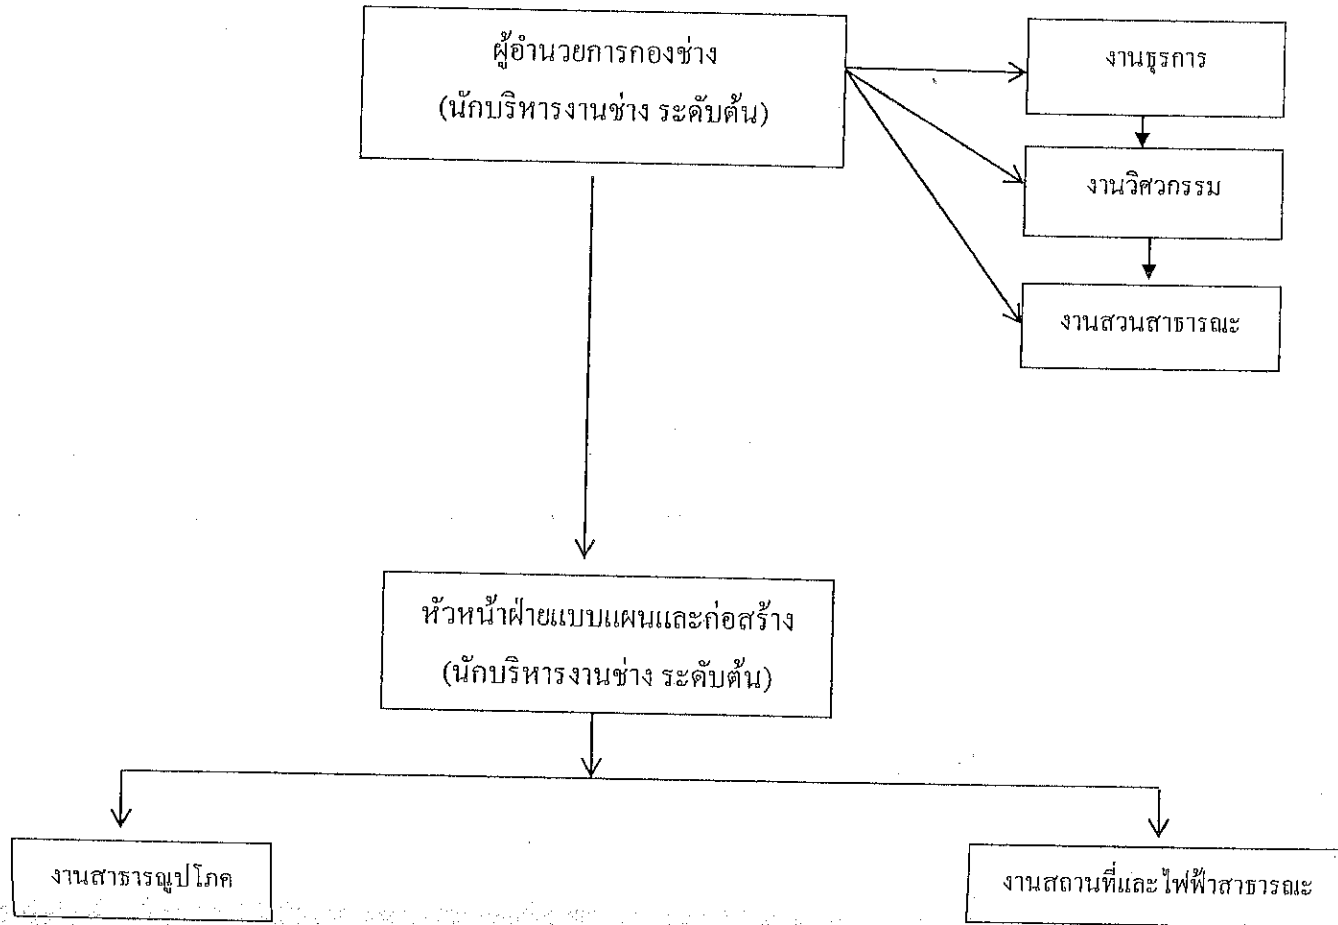 ผู้อำนวยการกองช่าง
(นักบริหารงานช่าง ระดับต้น)
งานธุรการ
งานวิศวกรรม
งานสวนสาธารณะ
หัวหน้าฝ่ายแบบแผนและก่อสร้าง
(นักบริหารงานช่าง ระดับต้น)
งานสาธารณูปโภค
งานสถานที่และไฟฟ้าสาธารณะ